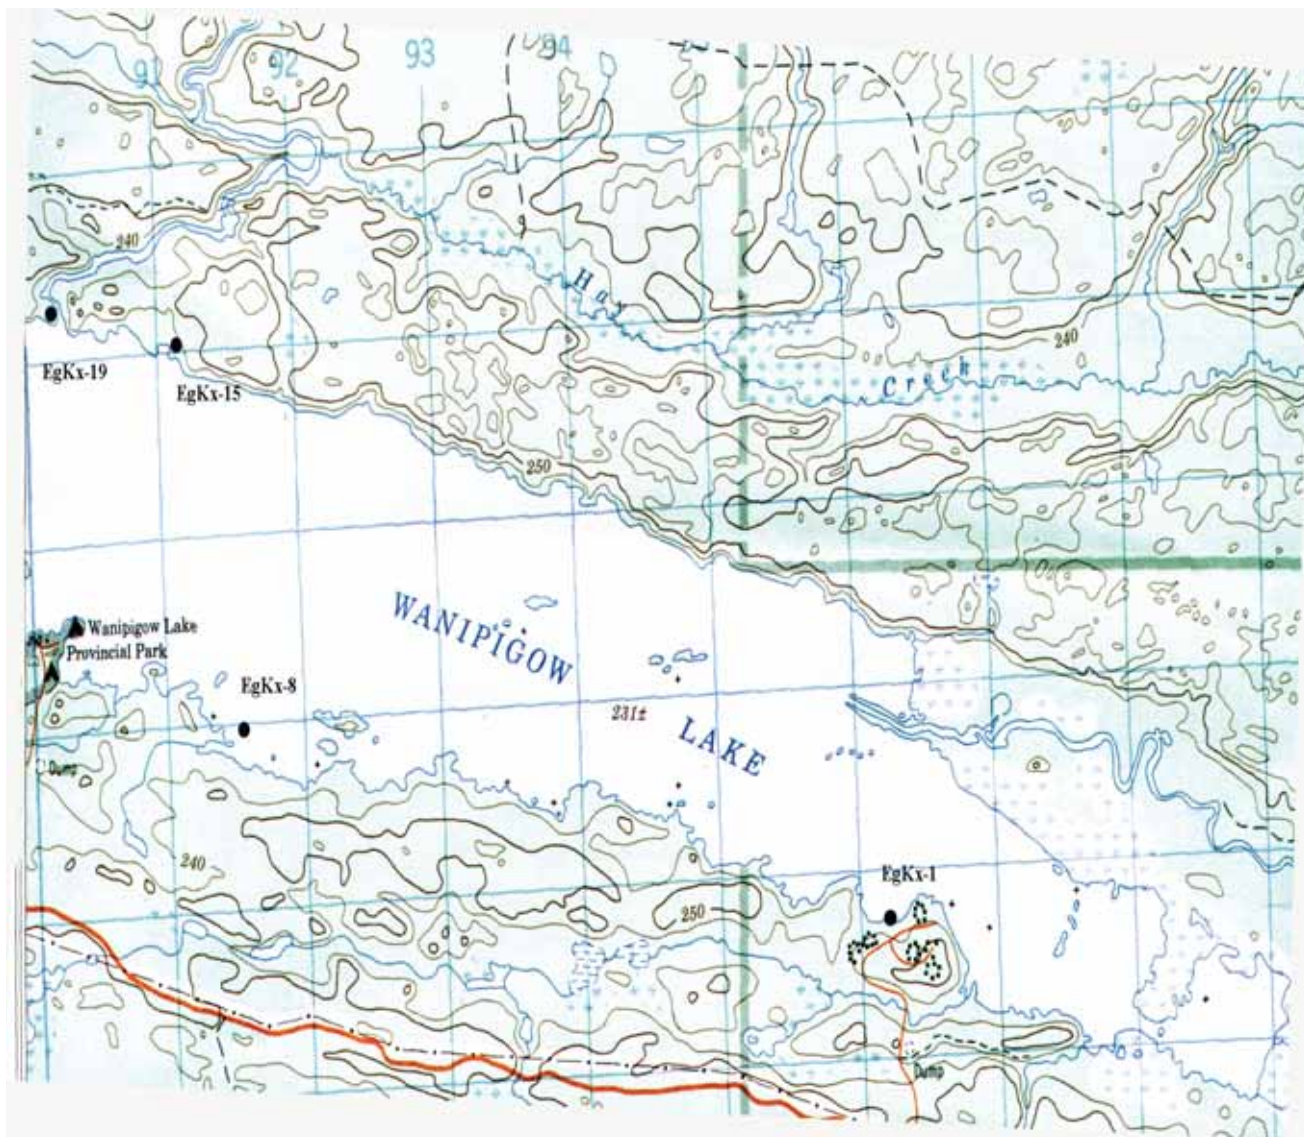 91
92
93
94
240
Hay
Creek
240
EgKx-19
EgKx-15
250
WANIPIGOW
LAKE
Wanipigow Lake
Provincial Park
EgKx-8
231±
Dump
240
EgKx-1
250
Dump